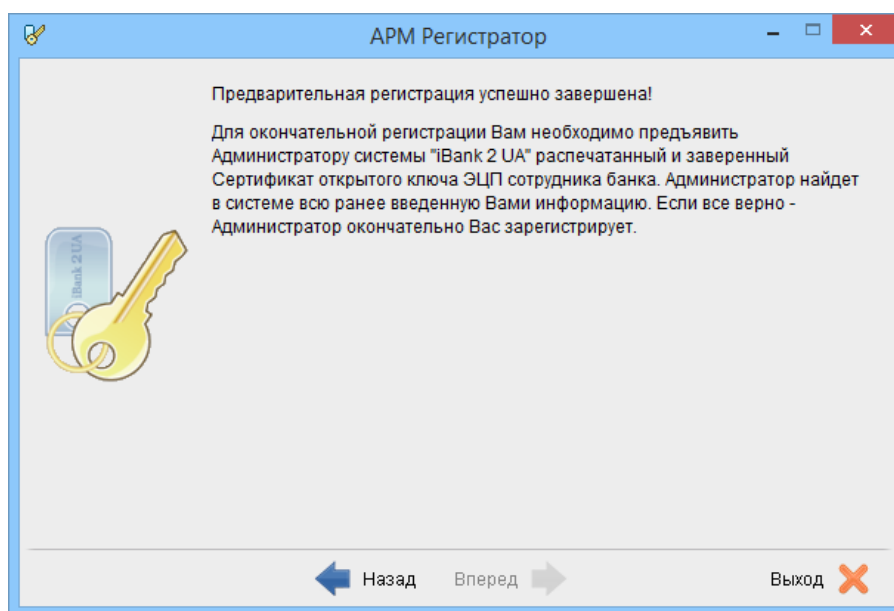 АРМ Регистратор
Предварительная регистрация успешно завершена!
Для окончательной регистрации Вам необходимо предъявить
Администратору системы "iBank 2 UA" распечатанный и заверенный
Сертификат открытого ключа ЭЦП сотрудника банка. Администратор найдет
в системе всю ранее введенную Вами информацию. Если все верно -
Администратор окончательно Вас зарегистрирует.
iBank 2 UA
Назад Вперед Выход